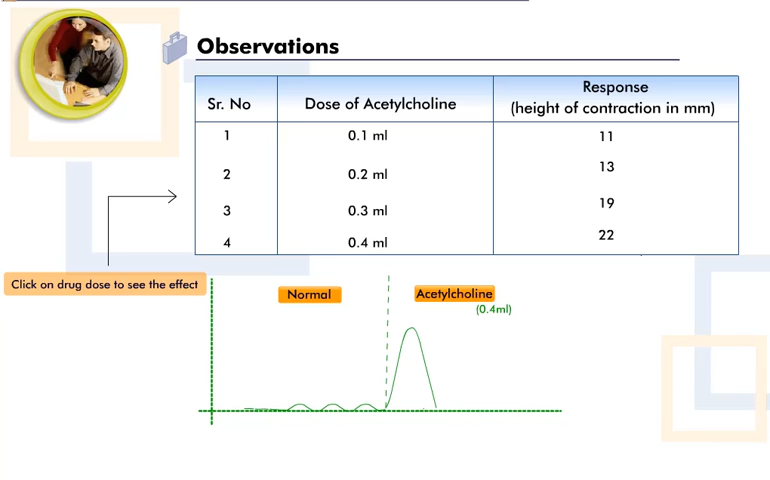 Observations
Sr. No Dose of Acetylcholine Response
(height of contraction in mm)
1 0.1 ml 11
2 0.2 ml 13
3 0.3 ml 19
4 0.4 ml 22
Click on drug dose to see the effect
Normal Acetylcholine
(0.4ml)